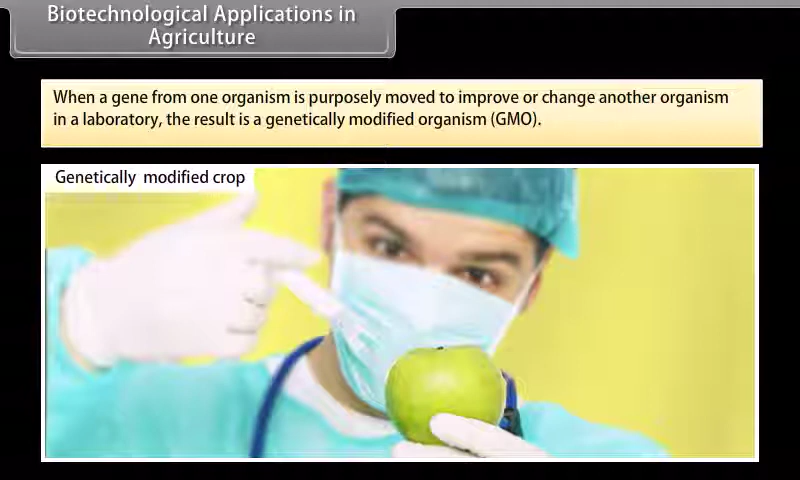 Biotechnological Applications in
Agriculture
When a gene from one organism is purposely moved to improve or change another organism
in a laboratory, the result is a genetically modified organism (GMO).
Genetically modified crop